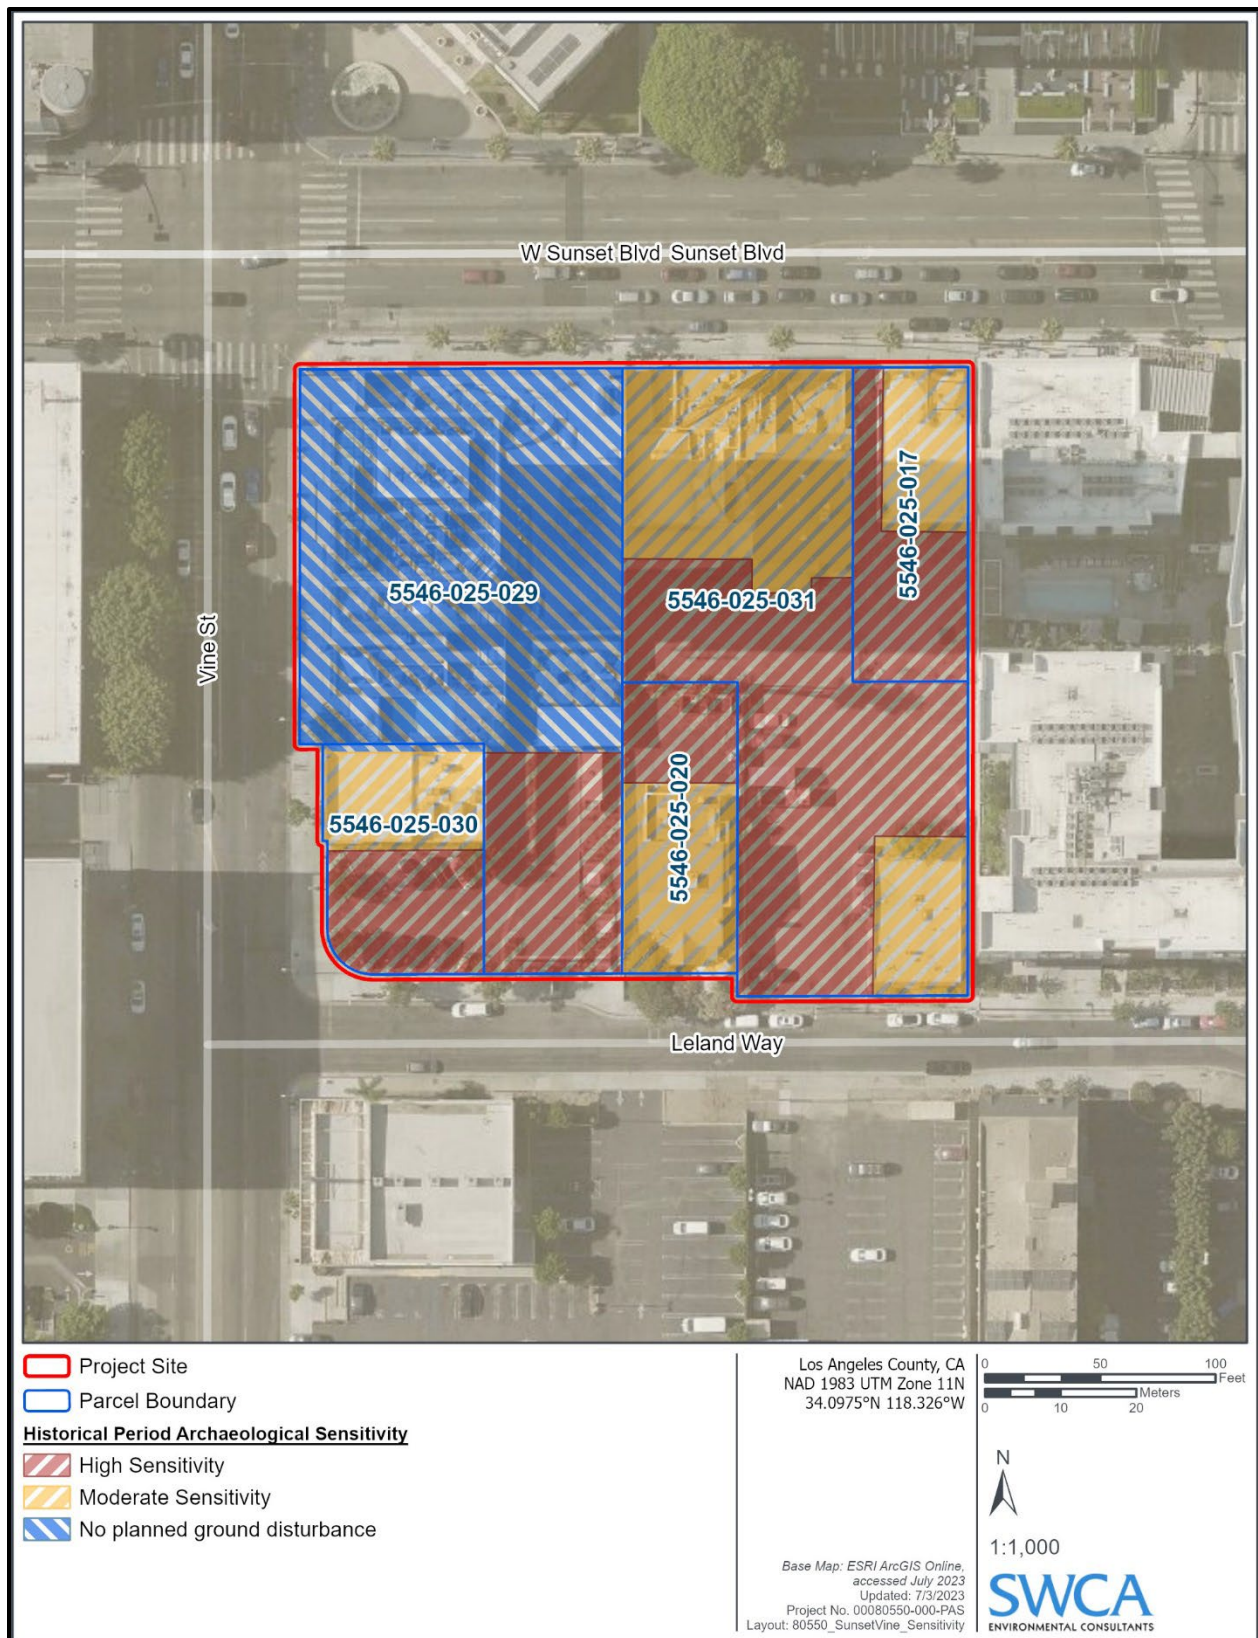 W Sunset Blvd Sunset Blvd
5546-025-017
5546-025-029
5546-025-031
Vine St
5546-025-020
5546-025-030
Leland Way
Project Site
Parcel Boundary
Historical Period Archaeological Sensitivity
High Sensitivity
Moderate Sensitivity
No planned ground disturbance
Los Angeles County, CA
NAD 1983 UTM Zone 11N
34.0975°N 118.326°W
Base Map: ESRI ArcGIS Online,
accessed July 2023
Updated: 7/3/2023
Project No. 00080550-000-PAS
Layout: 80550_SunsetVine_Sensitivity
0 50 100
Feet
Meters
0 10 20
N
1:1,000
SWCA
ENVIRONMENTAL CONSULTANTS